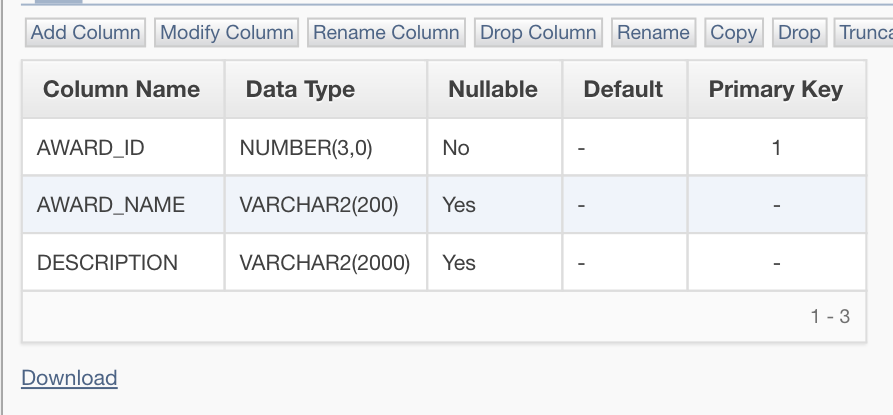 Add Column Modify Column Rename Column Drop Column Rename Copy Drop
Column Name Data Type Nullable Default Primary Key
AWARD_ID NUMBER(3,0) No - 1
AWARD_NAME VARCHAR2(200) Yes - -
DESCRIPTION VARCHAR2(2000) Yes - -
1 - 3
Download